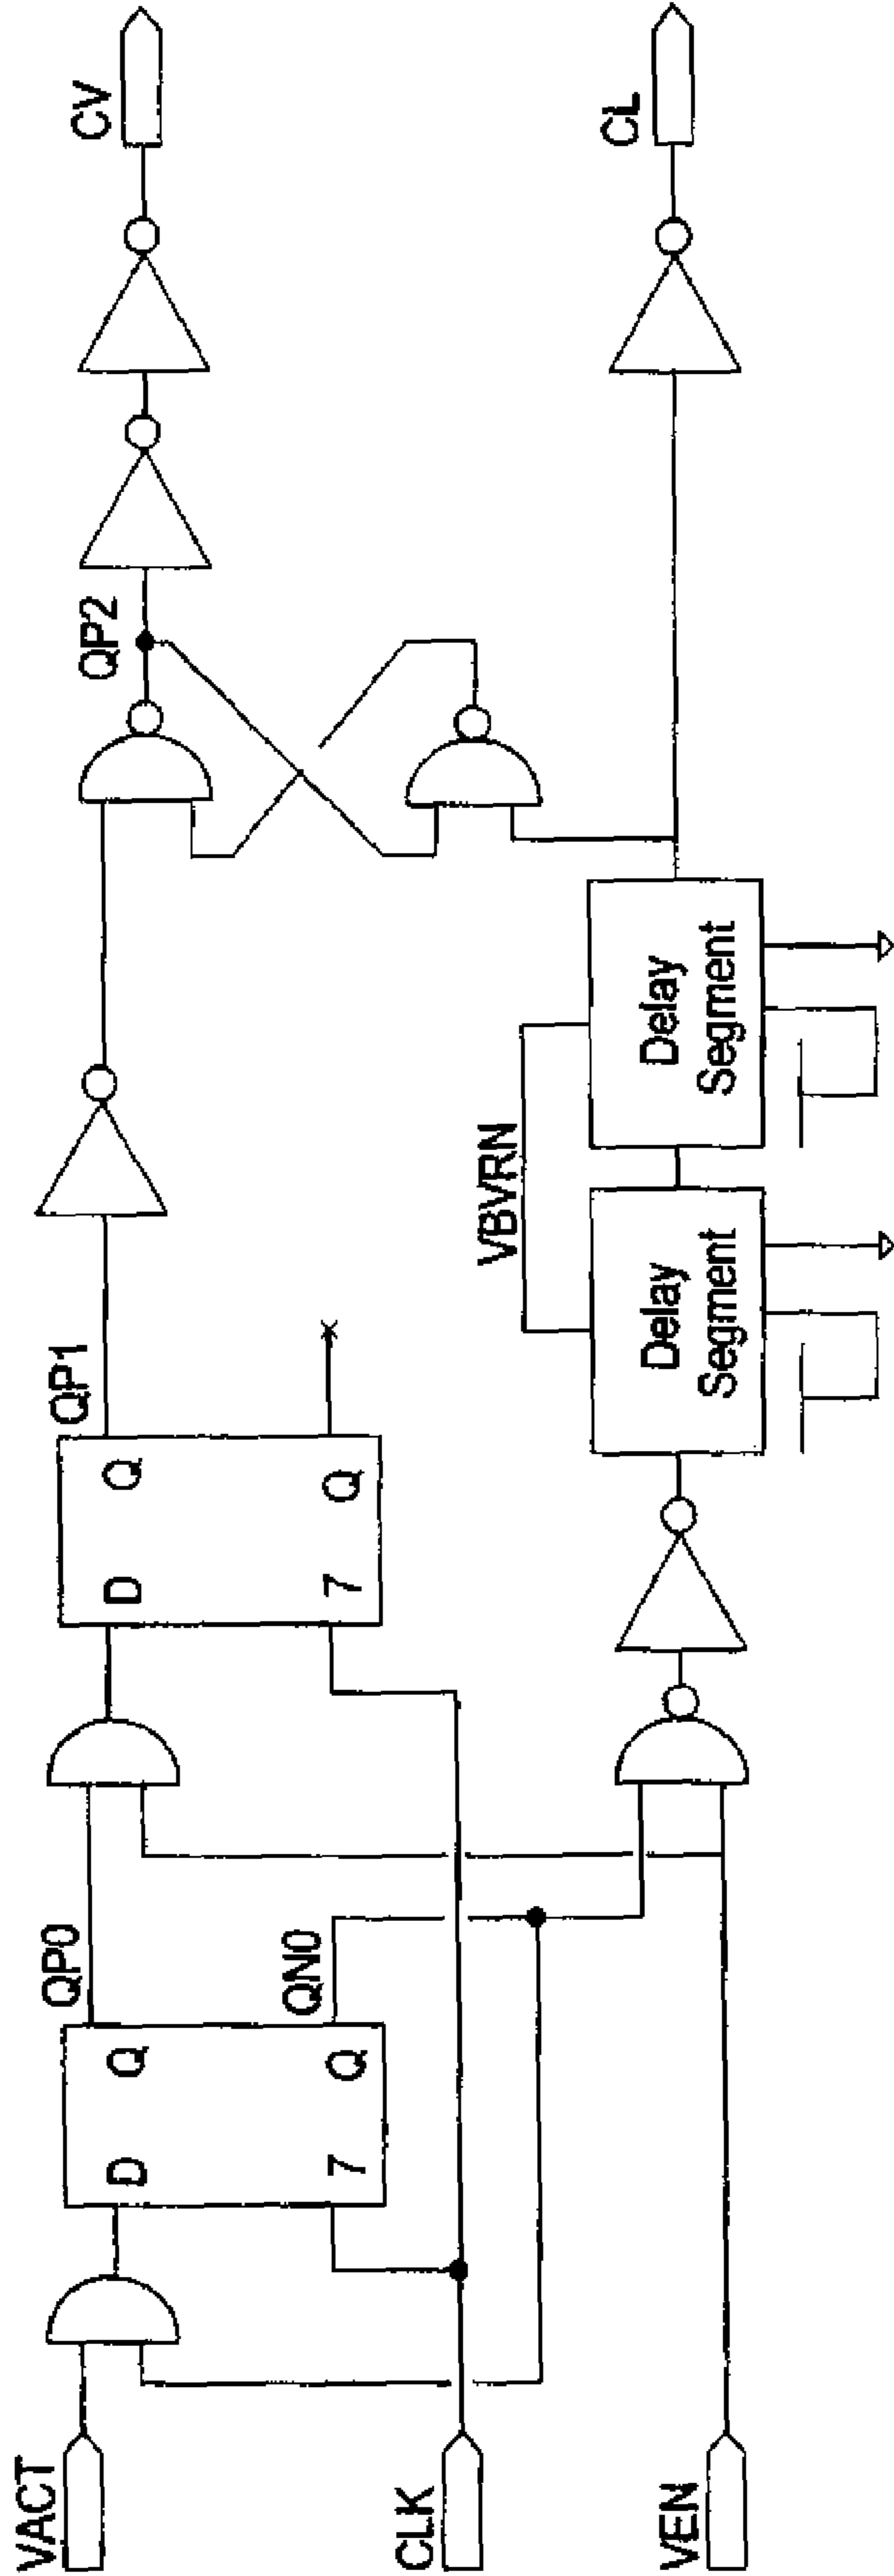 VACT
CLK
VEN
D
Q
7
Q
QP0
QN0
D
Q
7
Q
QP1
VBVRN
Delay
Segment
Delay
Segment
QP2
CV
CL